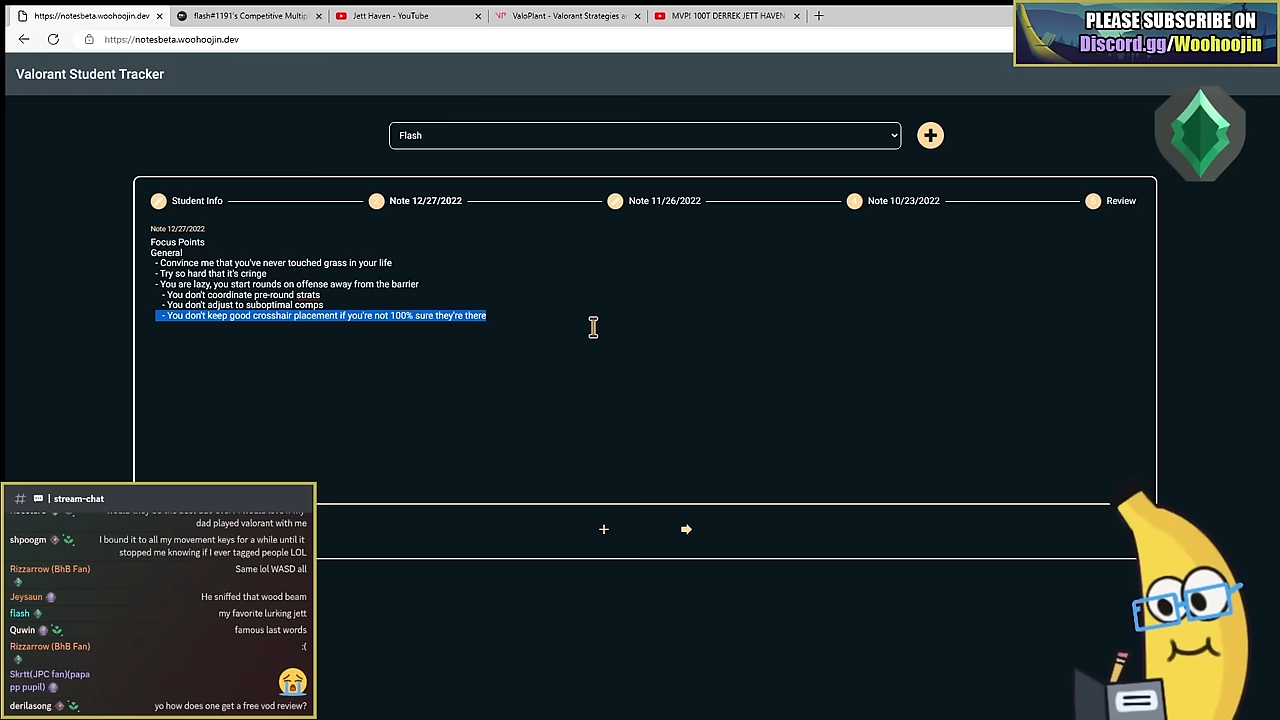 https://notesbeta.woohoojin.dev
flash#1191's Competitive Multip
Jett Haven - YouTube
ValoPlant - Valorant Strategies a
MVP! 100T DERREK JETT HAVEN
https://notesbeta.woohoojin.dev
PLEASE SUBSCRIBE ON
Discord.gg/Woohoojin
Valorant Student Tracker
Flash
Student Info
2 Note 12/27/2022
Note 11/26/2022
4 Note 10/23/2022
Review
Note 12/27/2022
Focus Points
General
- Convince me that you've never touched grass in your life
- Try so hard that it's cringe
- You are lazy, you start rounds on offense away from the barrier
- You don't coordinate pre-round strats
- You don't adjust to suboptimal comps
- You don't keep good crosshair placement if you're not 100% sure they're there
# | stream-chat
dad played valorant with me
shpoogm I bound it to all my movement keys for a while until it
stopped me knowing if I ever tagged people LOL
Rizzarrow (BhB Fan) Same lol WASD all
Jeysaun He sniffed that wood beam
flash my favorite lurking jett
Quwin famous last words
Rizzarrow (BhB Fan) :(
Skrtt(JPC fan)(papa
pp pupil)
derilasong yo how does one get a free vod review?